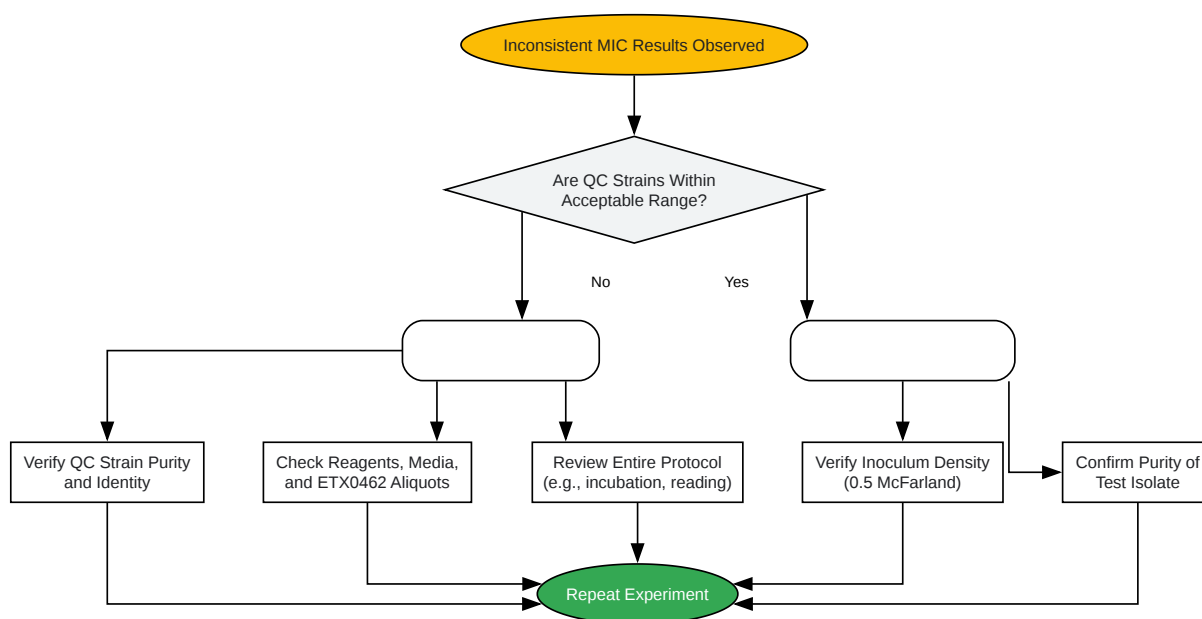 Inconsistent MIC Results Observed
Are QC Strains Within
Acceptable Range?
No
Yes
Verify QC Strain Purity
and Identity
Check Reagents, Media,
and ETX0462 Aliquots
Review Entire Protocol
(e.g., incubation, reading)
Verify Inoculum Density
(0.5 McFarland)
Confirm Purity of
Test Isolate
Repeat Experiment